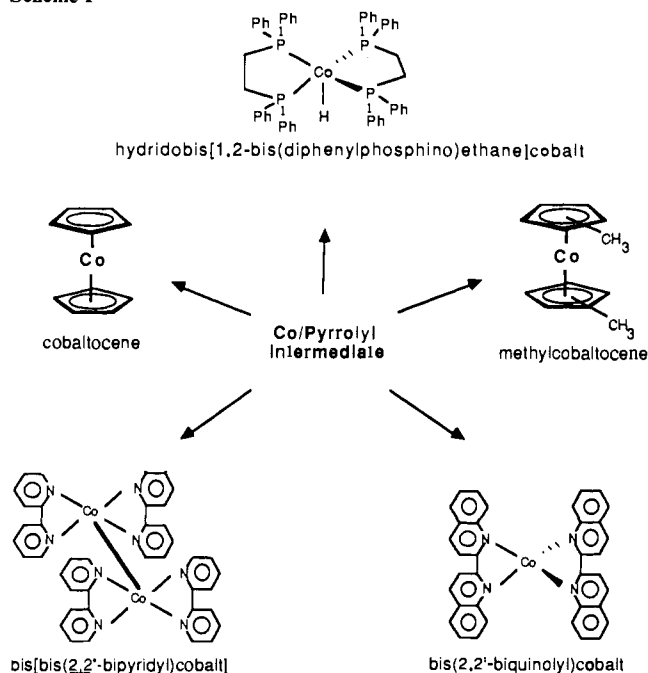 Scheme I
Ph Ph Ph Ph
Ph P P Ph
Co
Ph P P Ph
Ph H Ph
hydridobis[1,2-bis(diphenylphosphino)ethane]cobalt
Co
cobaltocene
CH3
Co
CH3
methylcobaltocene
Co/Pyrrolyl
Intermediate
N N
Co
N N
N N
Co
N N
bis[bis(2,2'-bipyridyl)cobalt]
N N
Co
N N
bis(2,2'-biquinolyl)cobalt